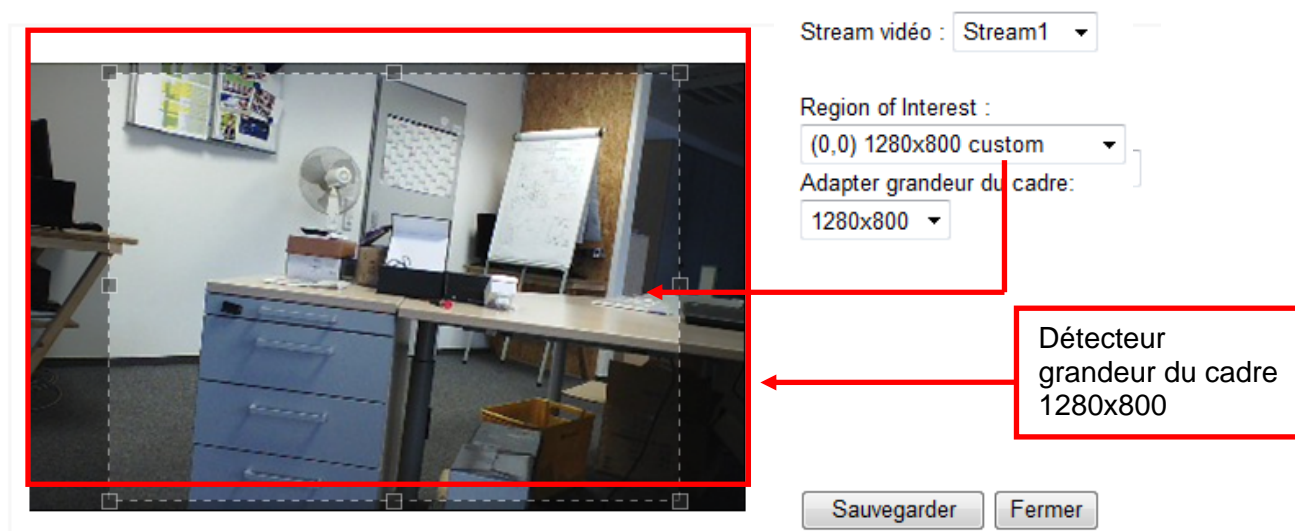 Stream vidéo : Stream1
Region of Interest :
(0,0) 1280x800 custom
Adapter grandeur du cadre:
1280x800
Détecteur
grandeur du cadre
1280x800
Sauvegarder Fermer